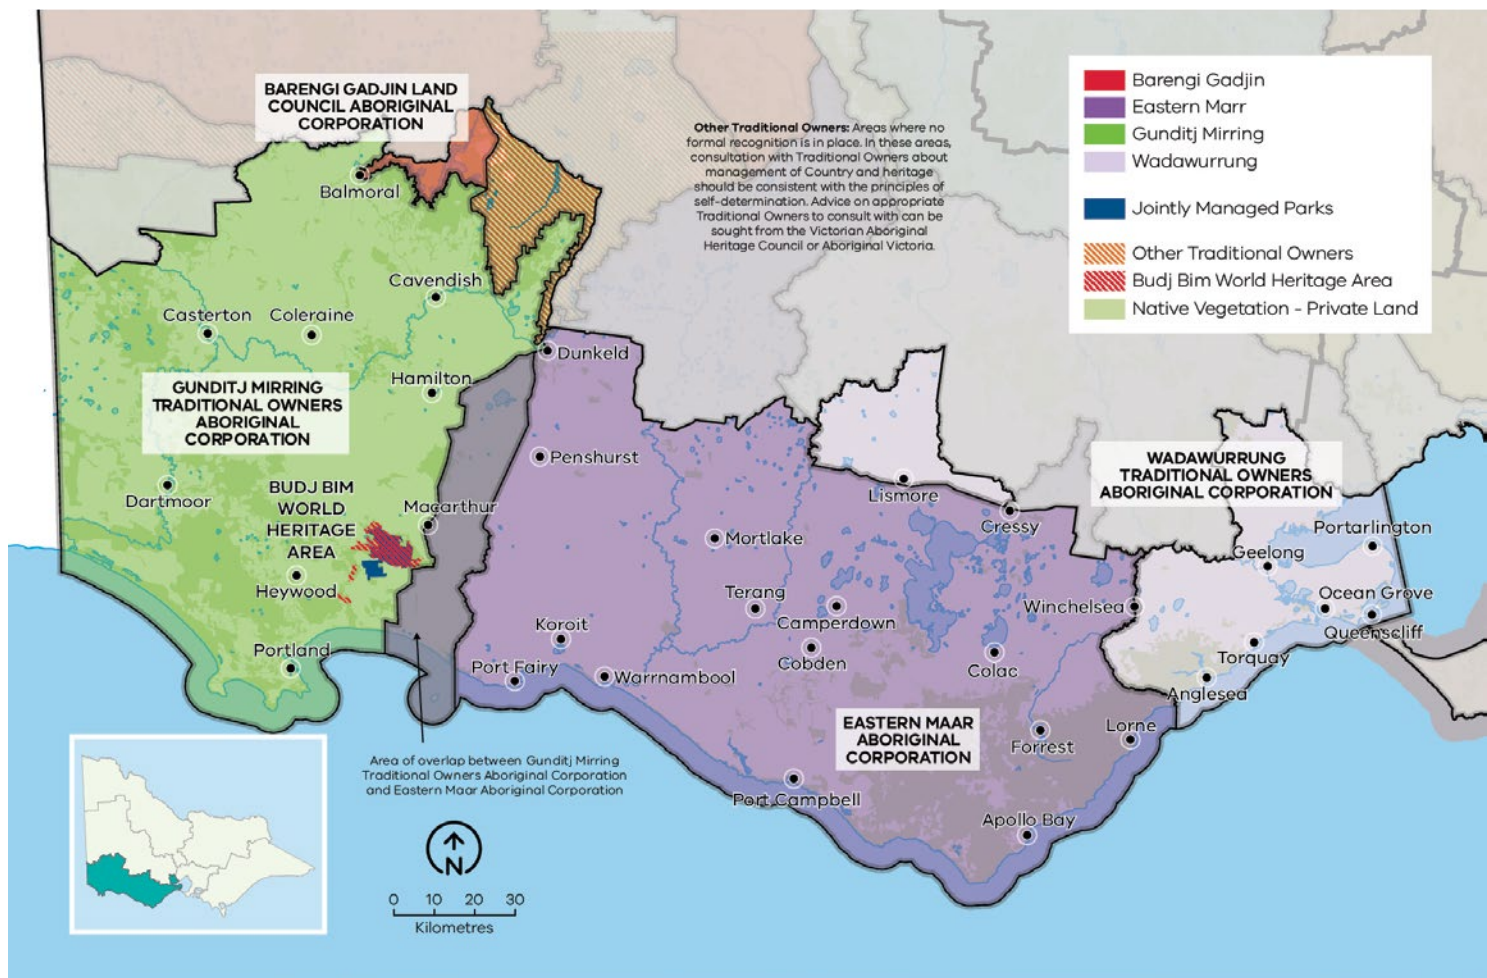 BARENGI GADJIN LAND
COUNCIL ABORIGINAL
CORPORATION
Balmoral
Other Traditional Owners: Areas where no
formal recognition is in place. In these areas,
consultation with Traditional Owners about
management of Country and heritage
should be consistent with the principles of
self-determination. Advice on appropriate
Traditional Owners to consult with can be
sought from the Victorian Aboriginal
Heritage Council or Aboriginal Victoria.
Barengi Gadjin
Eastern Marr
Gunditj Mirring
Wadawurrung
Jointly Managed Parks
Other Traditional Owners
Budj Bim World Heritage Area
Native Vegetation - Private Land
Cavendish
Casterton
Coleraine
Dunkeld
Hamilton
GUNDITJ MIRRING
TRADITIONAL OWNERS
ABORIGINAL
CORPORATION
Penshurst
Dartmoor
BUDJ BIM
WORLD
HERITAGE
AREA
Macarthur
Heywood
Portland
Lismore
Cressy
Mortlake
WADAWURRUNG
TRADITIONAL OWNERS
ABORIGINAL CORPORATION
Portarlington
Geelong
Ocean Grove
Queenscliff
Torquay
Anglesea
Winchelsea
Terang
Camperdown
Cobden
Colac
Koroit
Port Fairy
Warrnambool
EASTERN MAAR
ABORIGINAL
CORPORATION
Forrest
Lorne
Port Campbell
Apollo Bay
Area of overlap between Gunditj Mirring
Traditional Owners Aboriginal Corporation
and Eastern Maar Aboriginal Corporation
N
0 10 20 30
Kilometres